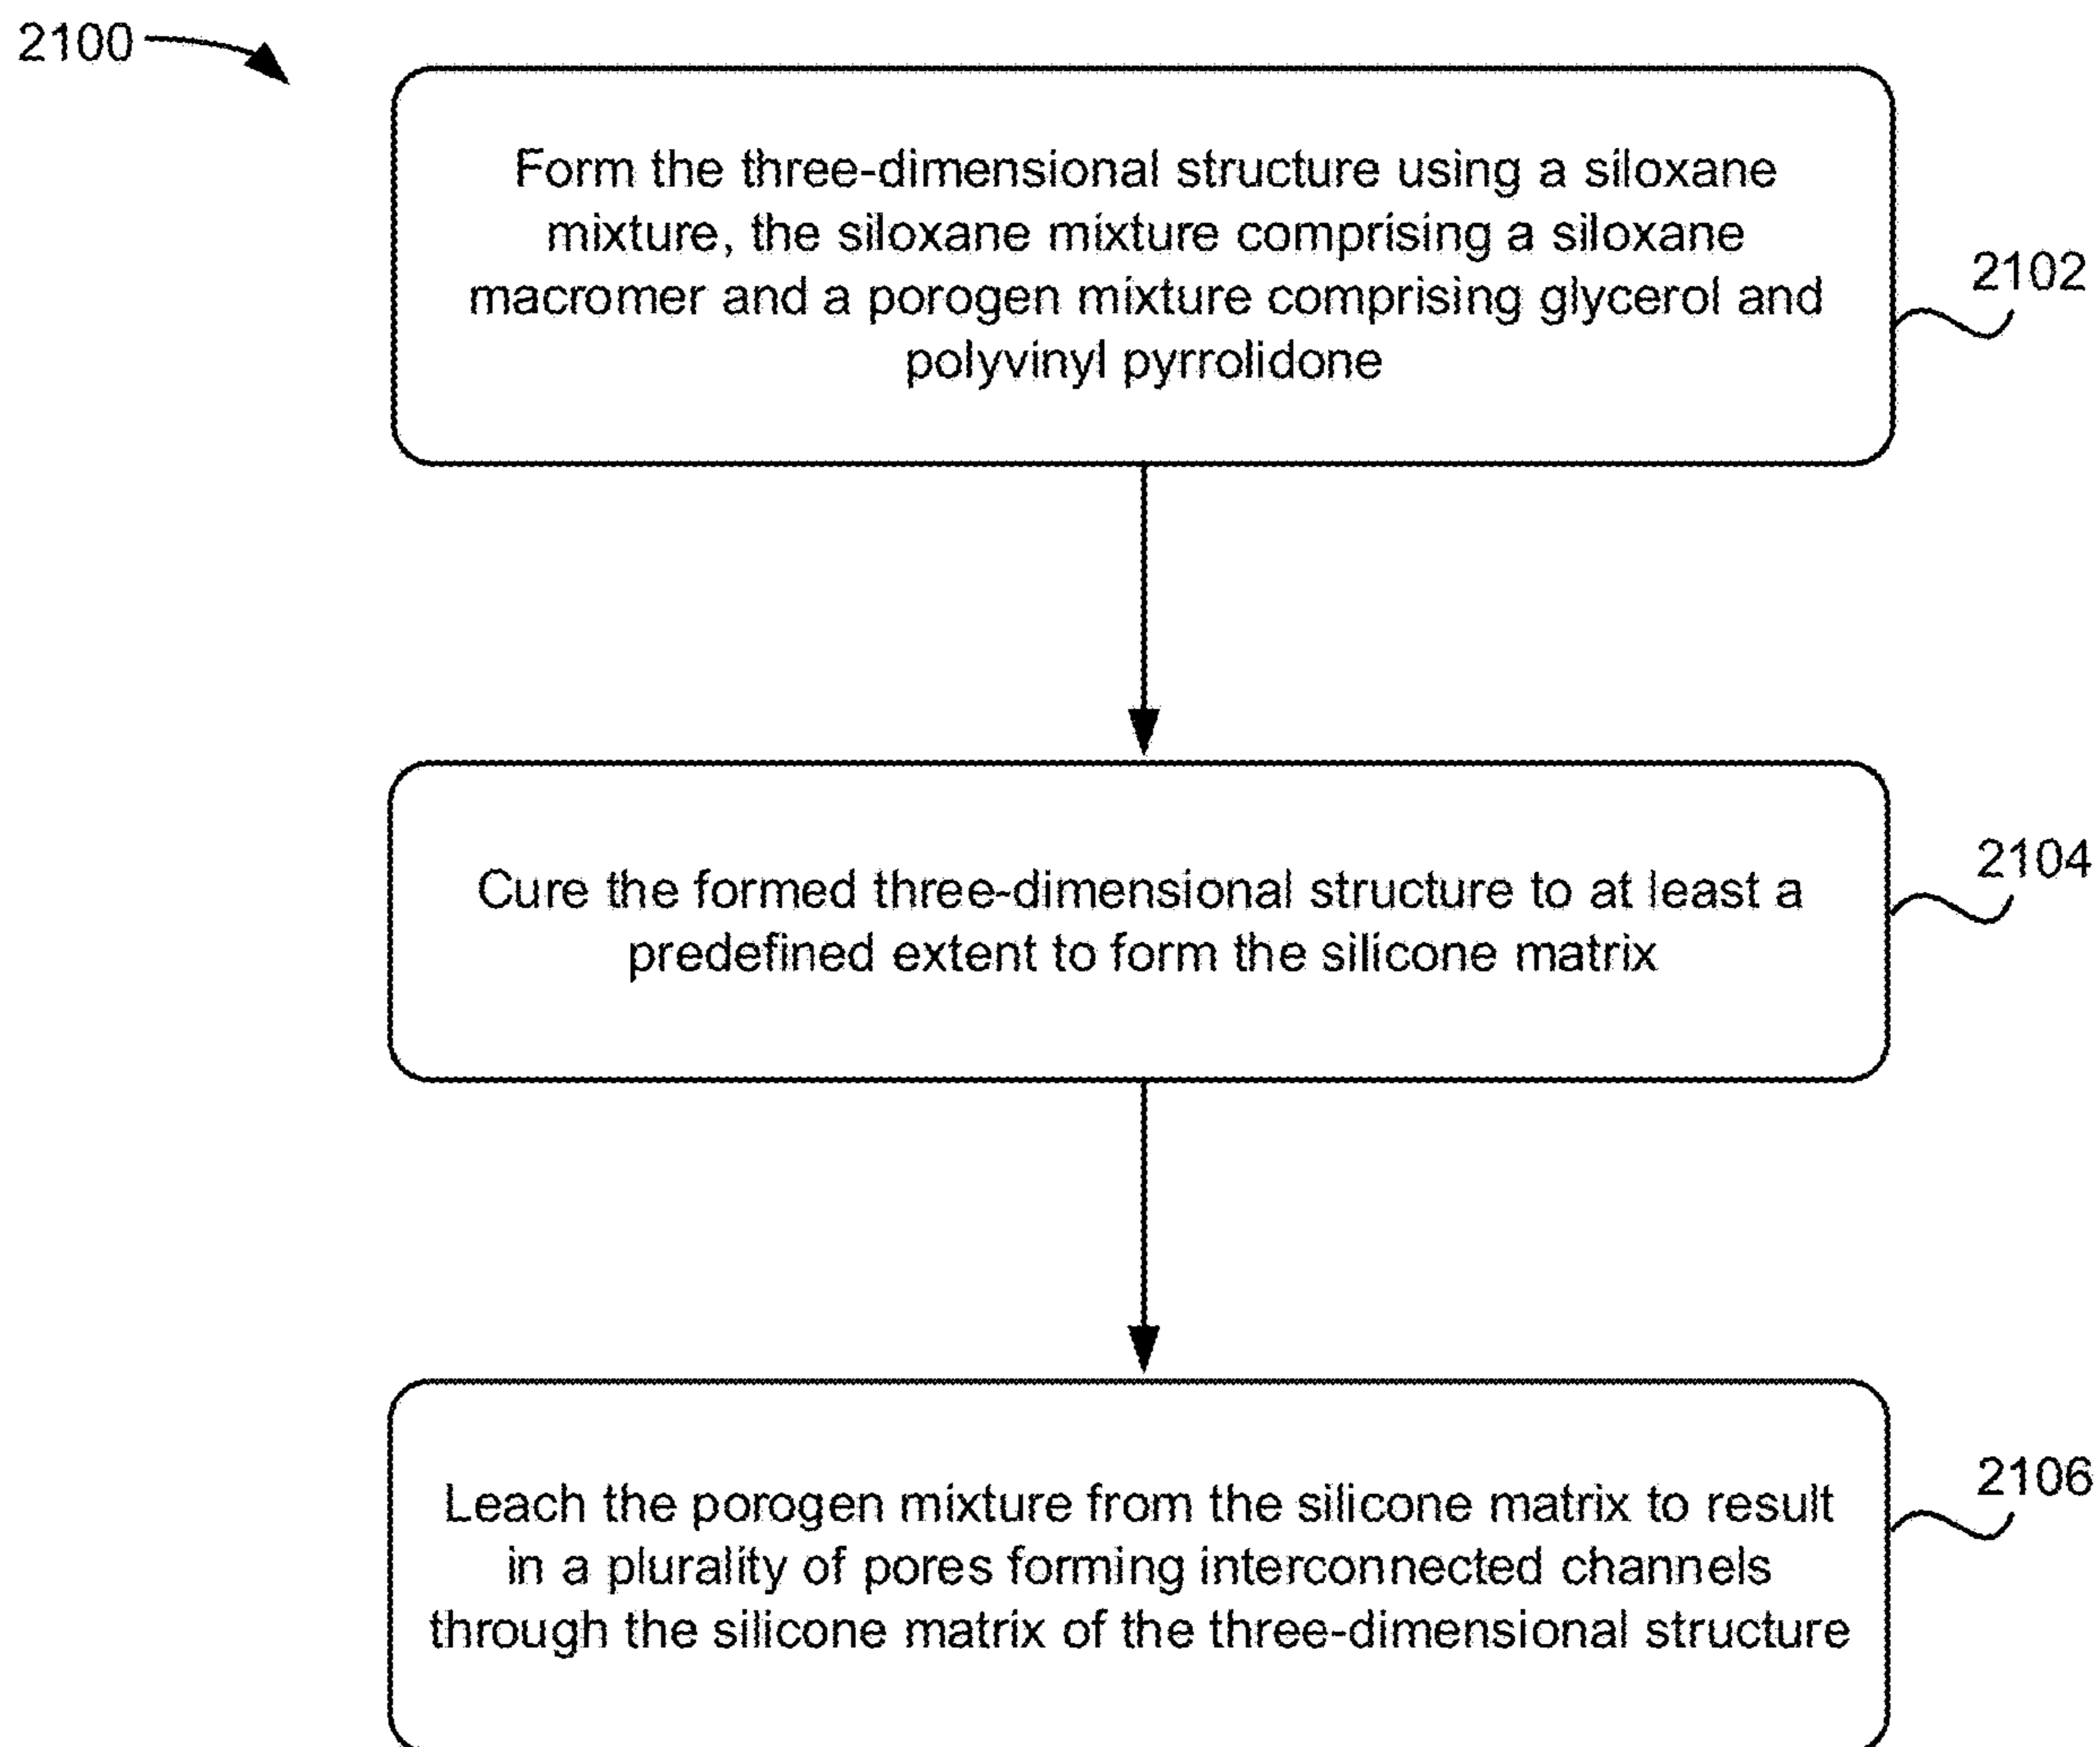 2100
Form the three-dimensional structure using a siloxane
mixture, the siloxane mixture comprising a siloxane
macromer and a porogen mixture comprising glycerol and
polyvinyl pyrrolidone
2102
Cure the formed three-dimensional structure to at least a
predefined extent to form the silicone matrix
2104
Leach the porogen mixture from the silicone matrix to result
in a plurality of pores forming interconnected channels
through the silicone matrix of the three-dimensional structure
2106